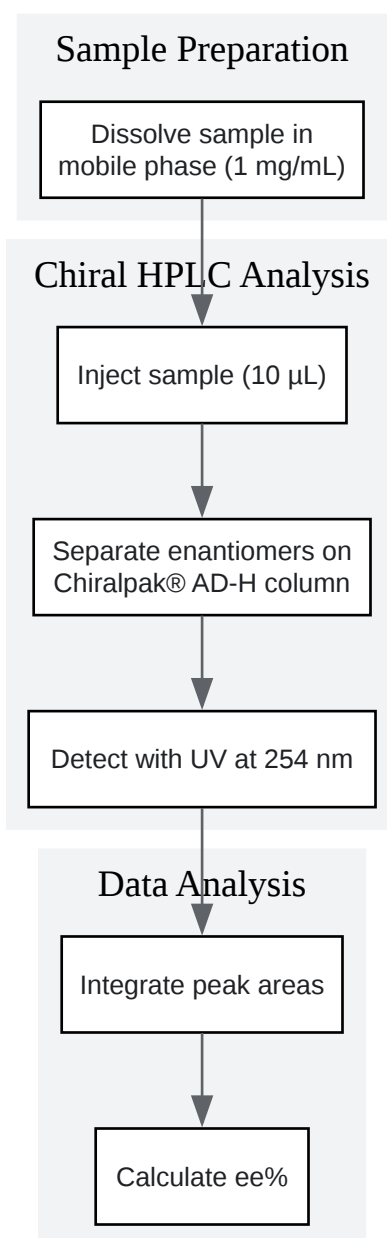 Sample Preparation
Dissolve sample in
mobile phase (1 mg/mL)
Chiral HPLC Analysis
Inject sample (10 µL)
Separate enantiomers on
Chiralpak® AD-H column
Detect with UV at 254 nm
Data Analysis
Integrate peak areas
Calculate ee%